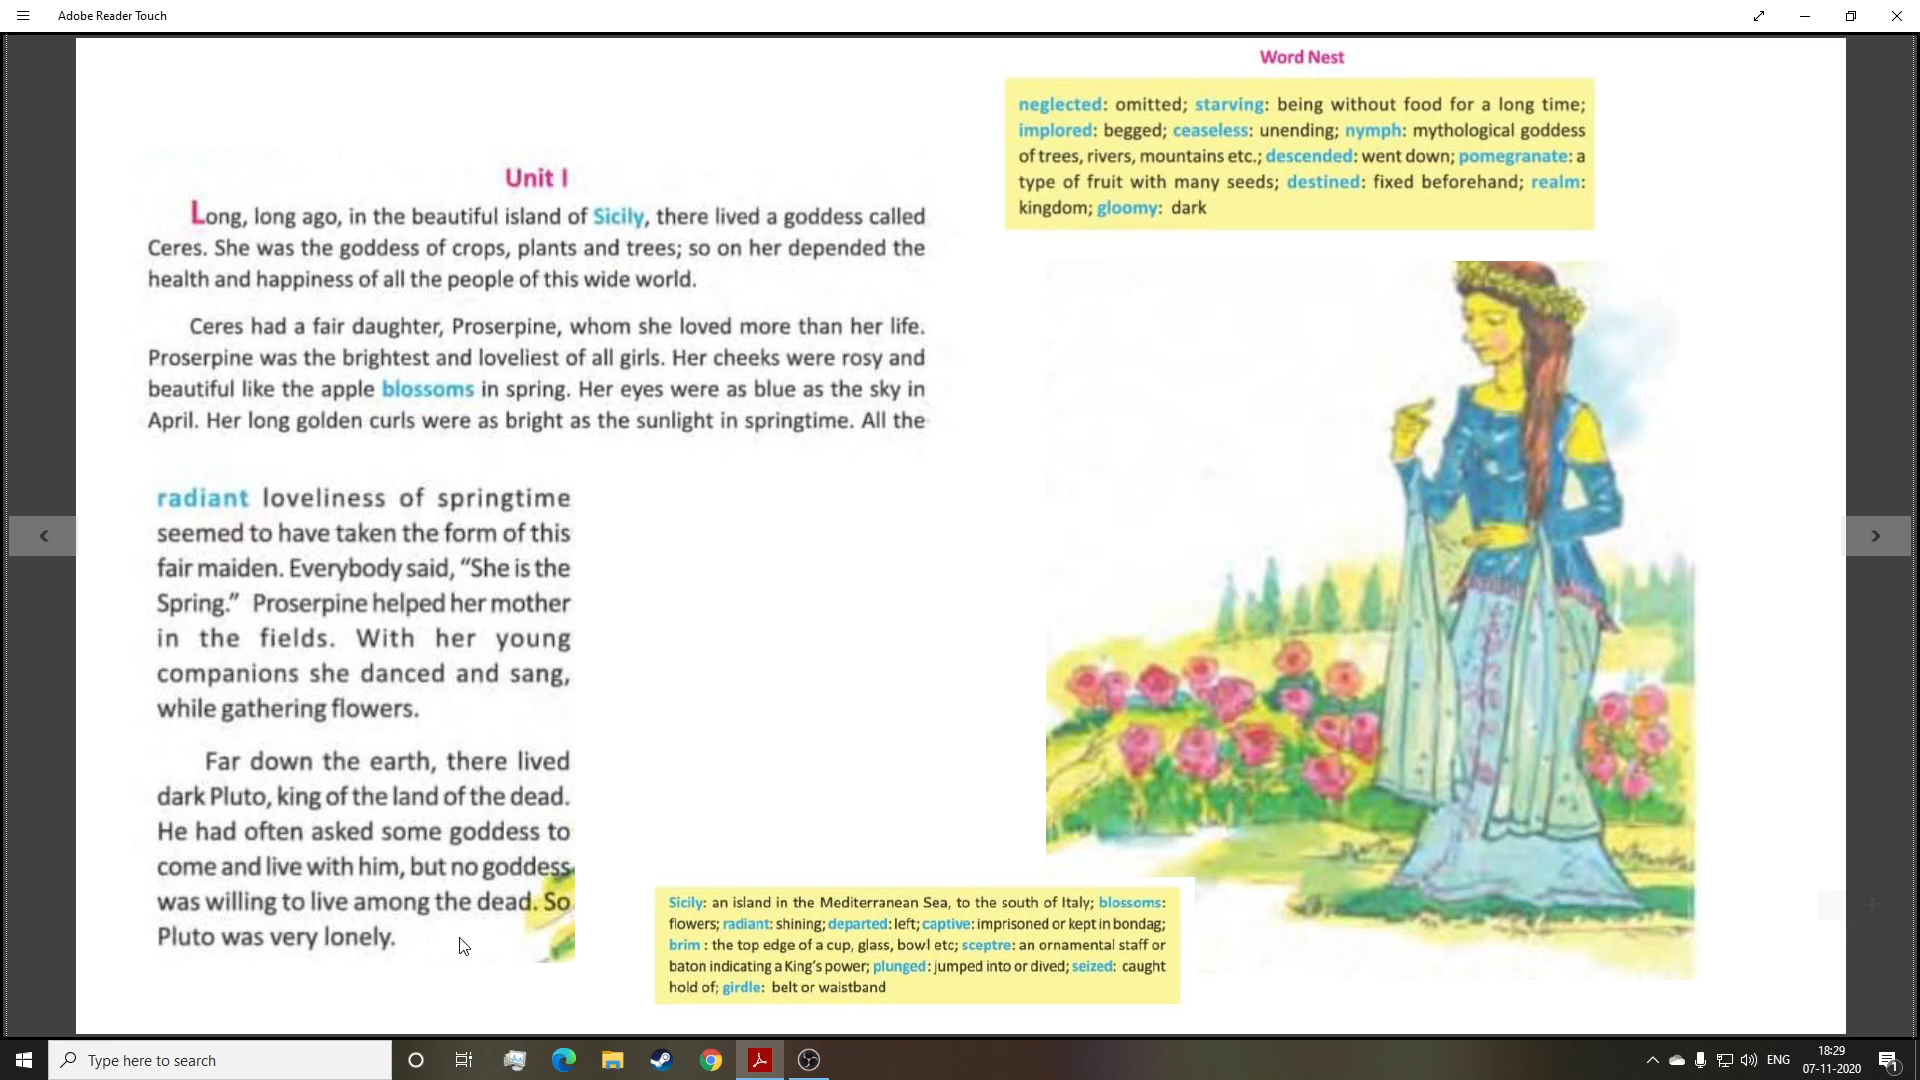 Adobe Reader Touch
Word Nest
neglected: omitted; starving: being without food for a long time;
implored: begged; ceaseless: unending; nymph: mythological goddess
of trees, rivers, mountains etc.; descended: went down; pomegranate: a
type of fruit with many seeds; destined: fixed beforehand; realm:
kingdom; gloomy: dark
Unit I
Long, long ago, in the beautiful island of Sicily, there lived a goddess called
Ceres. She was the goddess of crops, plants and trees; so on her depended the
health and happiness of all the people of this wide world.
Ceres had a fair daughter, Proserpine, whom she loved more than her life.
Proserpine was the brightest and loveliest of all girls. Her cheeks were rosy and
beautiful like the apple blossoms in spring. Her eyes were as blue as the sky in
April. Her long golden curls were as bright as the sunlight in springtime. All the
radiant loveliness of springtime
seemed to have taken the form of this
fair maiden. Everybody said, “She is the
Spring.” Proserpine helped her mother
in the fields. With her young
companions she danced and sang,
while gathering flowers.
Far down the earth, there lived
dark Pluto, king of the land of the dead.
He had often asked some goddess to
come and live with him, but no goddess
was willing to live among the dead. So
Pluto was very lonely.
Sicily: an island in the Mediterranean Sea, to the south of Italy; blossoms:
flowers; radiant: shining; departed: left; captive: imprisoned or kept in bondag;
brim : the top edge of a cup, glass, bowl etc; sceptre: an ornamental staff or
baton indicating a King's power; plunged: jumped into or dived; seized: caught
hold of; girdle: belt or waistband
Type here to search
ENG
18:29
07-11-2020
1